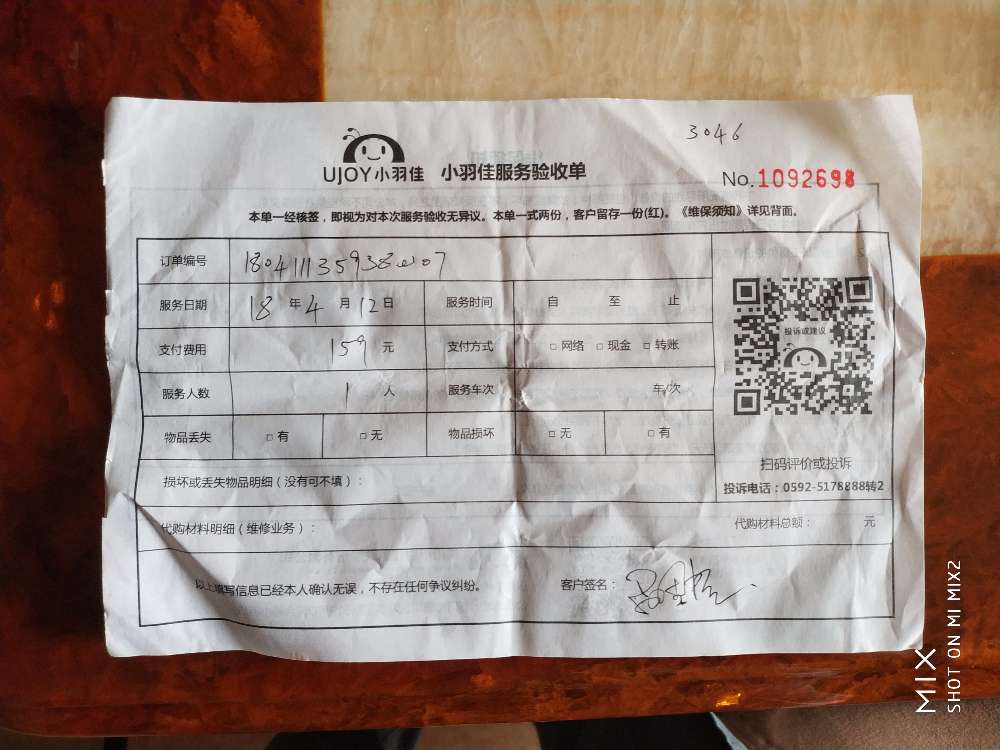 3046
UJOY小羽佳 小羽佳服务验收单
No.1092698
本单一经核签，即视为对本次服务验收无异议。本单一式两份，客户留存一份(红)。《维保须知》详见背面。
订单编号
服务日期 18 年 4 月 12 日 服务时间 自 至 止
投诉或建议
支付费用 159 元 支付方式 □ 网络 □ 现金 □ 转账
服务人数 1 人 服务车次 车/次
物品丢失 □ 有 □ 无 物品损坏 □ 无 □ 有
扫码评价或投诉
损坏或丢失物品明细（没有可不填）：
投诉电话：0592-5178888转2
代购材料明细（维修业务）： 代购材料总额： 元
以上填写信息已经本人确认无误，不存在任何争议纠纷。 客户签名：
MIX
SHOT ON MI MIX2